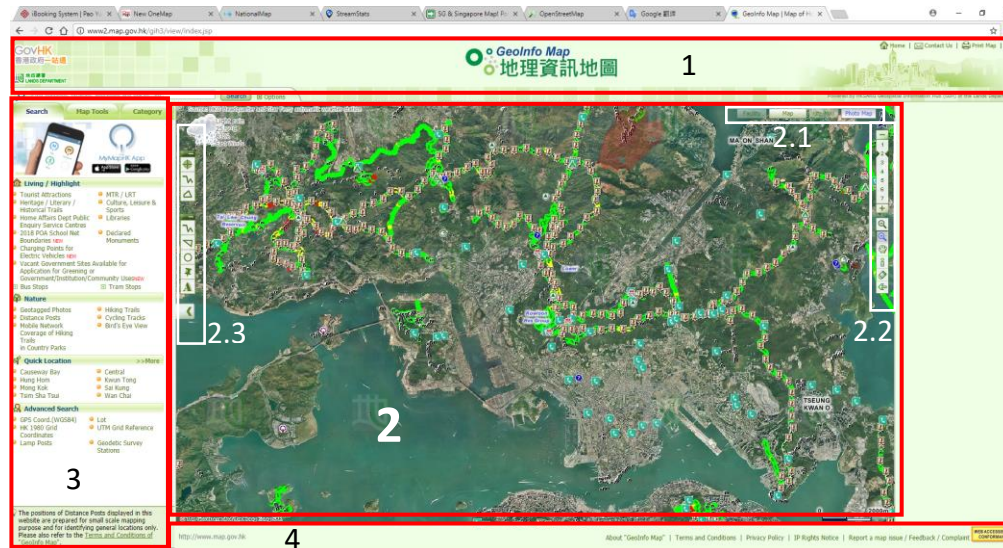 iBooking System | Pao Yu
New OneMap
NationalMap
StreamStats
SG & Singapore Map! Po
OpenStreetMap
Google 翻譯
GeoInfo Map | Map of H
www2.map.gov.hk/gih3/view/index.jsp
GOVHK
香港政府一站通
地政總署
LANDS DEPARTMENT
GeoInfo Map
地理資訊地圖
1
Home | Contact Us | Print Map |
Search
Options
Search
Map Tools
Category
MyMapHK App
Living / Highlight
Tourist Attractions
MTR / LRT
Heritage / Literary /
Historical Trails
Culture, Leisure &
Sports
Home Affairs Dept Public
Enquiry Service Centres
Libraries
2018 POA School Net
Boundaries NEW
Declared
Monuments
Charging Points for
Electric Vehicles NEW
Vacant Government Sites Available for
Application for Greening or
Government/Institution/Community Uses
Bus Stops
Tram Stops
Nature
Geotagged Photos
Hiking Trails
Distance Posts
Cycling Tracks
Mobile Network
Coverage of Hiking
Trails
in Country Parks
Bird's Eye View
Quick Location
>>More
Causeway Bay
Central
Hung Hom
Kwun Tong
Mong Kok
Sai Kung
Tsim Sha Tsui
Wan Chai
Advanced Search
GPS Coord.(WGS84)
Lot
HK 1980 Grid
Coordinates
UTM Grid Reference
Lamp Posts
Geodetic Survey
Stations
3
The positions of Distance Posts displayed in this
website are prepared for small scale mapping
purpose and for identifying general locations only.
Please also refer to the Terms and Conditions of
"GeoInfo Map".
Map
Photo Map
2.1
MA ON SHAN
2.2
2.3
2
TSEUNG
KWAN O
http://www.map.gov.hk
4
About "GeoInfo Map" | Terms and Conditions | Privacy Policy | IP Rights Notice | Report a map issue / Feedback / Complaint